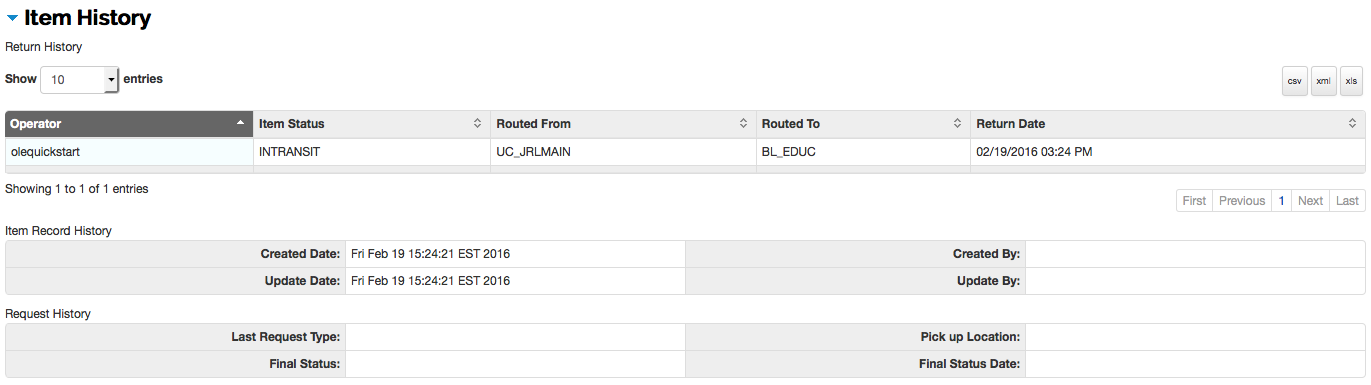 Item History
Return History
Show 10 entries
csv xml xls
Operator Item Status Routed From Routed To Return Date
olequickstart INTRANSIT UC_JRLMAIN BL_EDUC 02/19/2016 03:24 PM
Showing 1 to 1 of 1 entries
First Previous 1 Next Last
Item Record History
Created Date: Fri Feb 19 15:24:21 EST 2016 Created By:
Update Date: Fri Feb 19 15:24:21 EST 2016 Update By:
Request History
Last Request Type: Pick up Location:
Final Status: Final Status Date: